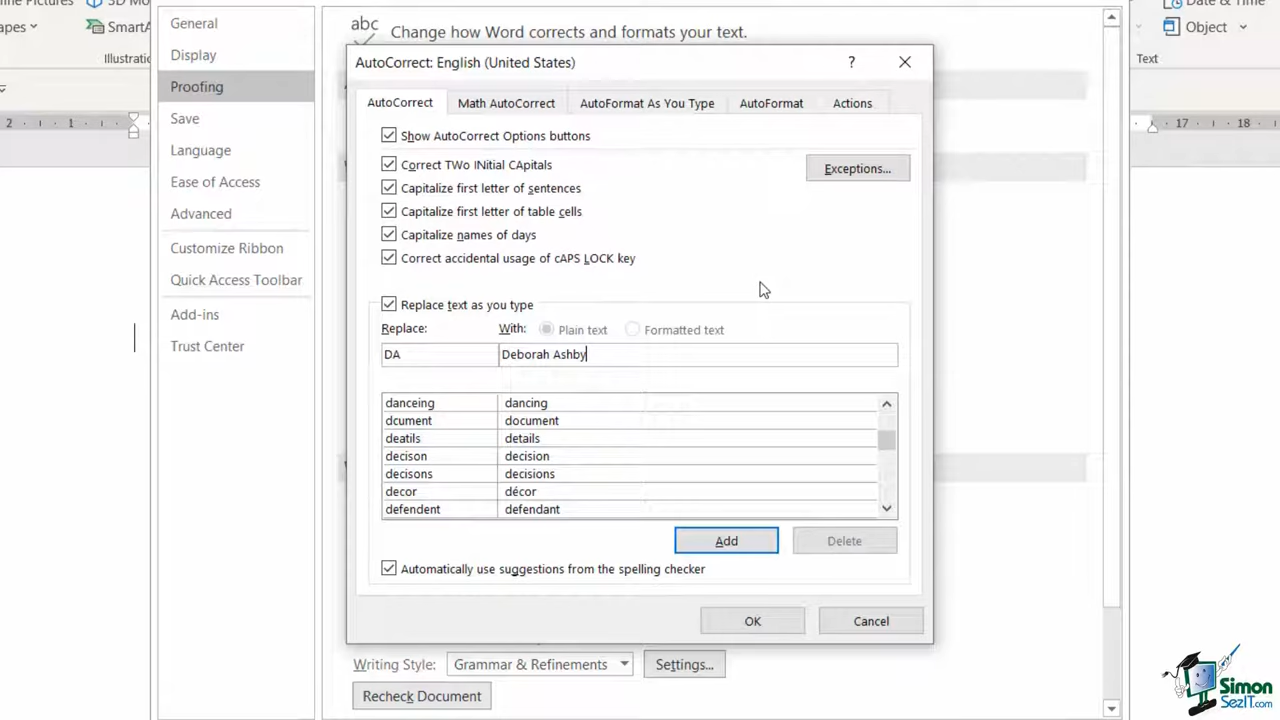 apes
SmartA
Illustratio
General
Display
Proofing
Save
Language
Ease of Access
Advanced
Customize Ribbon
Quick Access Toolbar
Add-ins
Trust Center
abc
Change how Word corrects and formats your text.
AutoCorrect: English (United States)
?
AutoCorrect Math AutoCorrect AutoFormat As You Type AutoFormat Actions
Show AutoCorrect Options buttons
Correct TWo INitial CApitals
Exceptions...
Capitalize first letter of sentences
Capitalize first letter of table cells
Capitalize names of days
Correct accidental usage of cAPS LOCK key
Replace text as you type
Replace: With: Plain text Formatted text
DA Deborah Ashby
danceing dancing
dcument document
deatils details
decison decision
decisons decisions
decor décor
defendent defendant
Add Delete
Automatically use suggestions from the spelling checker
OK Cancel
Writing Style: Grammar & Refinements Settings...
Recheck Document
Date & Time
Object
Text
2 1
17 18
Simon
SezIT.com